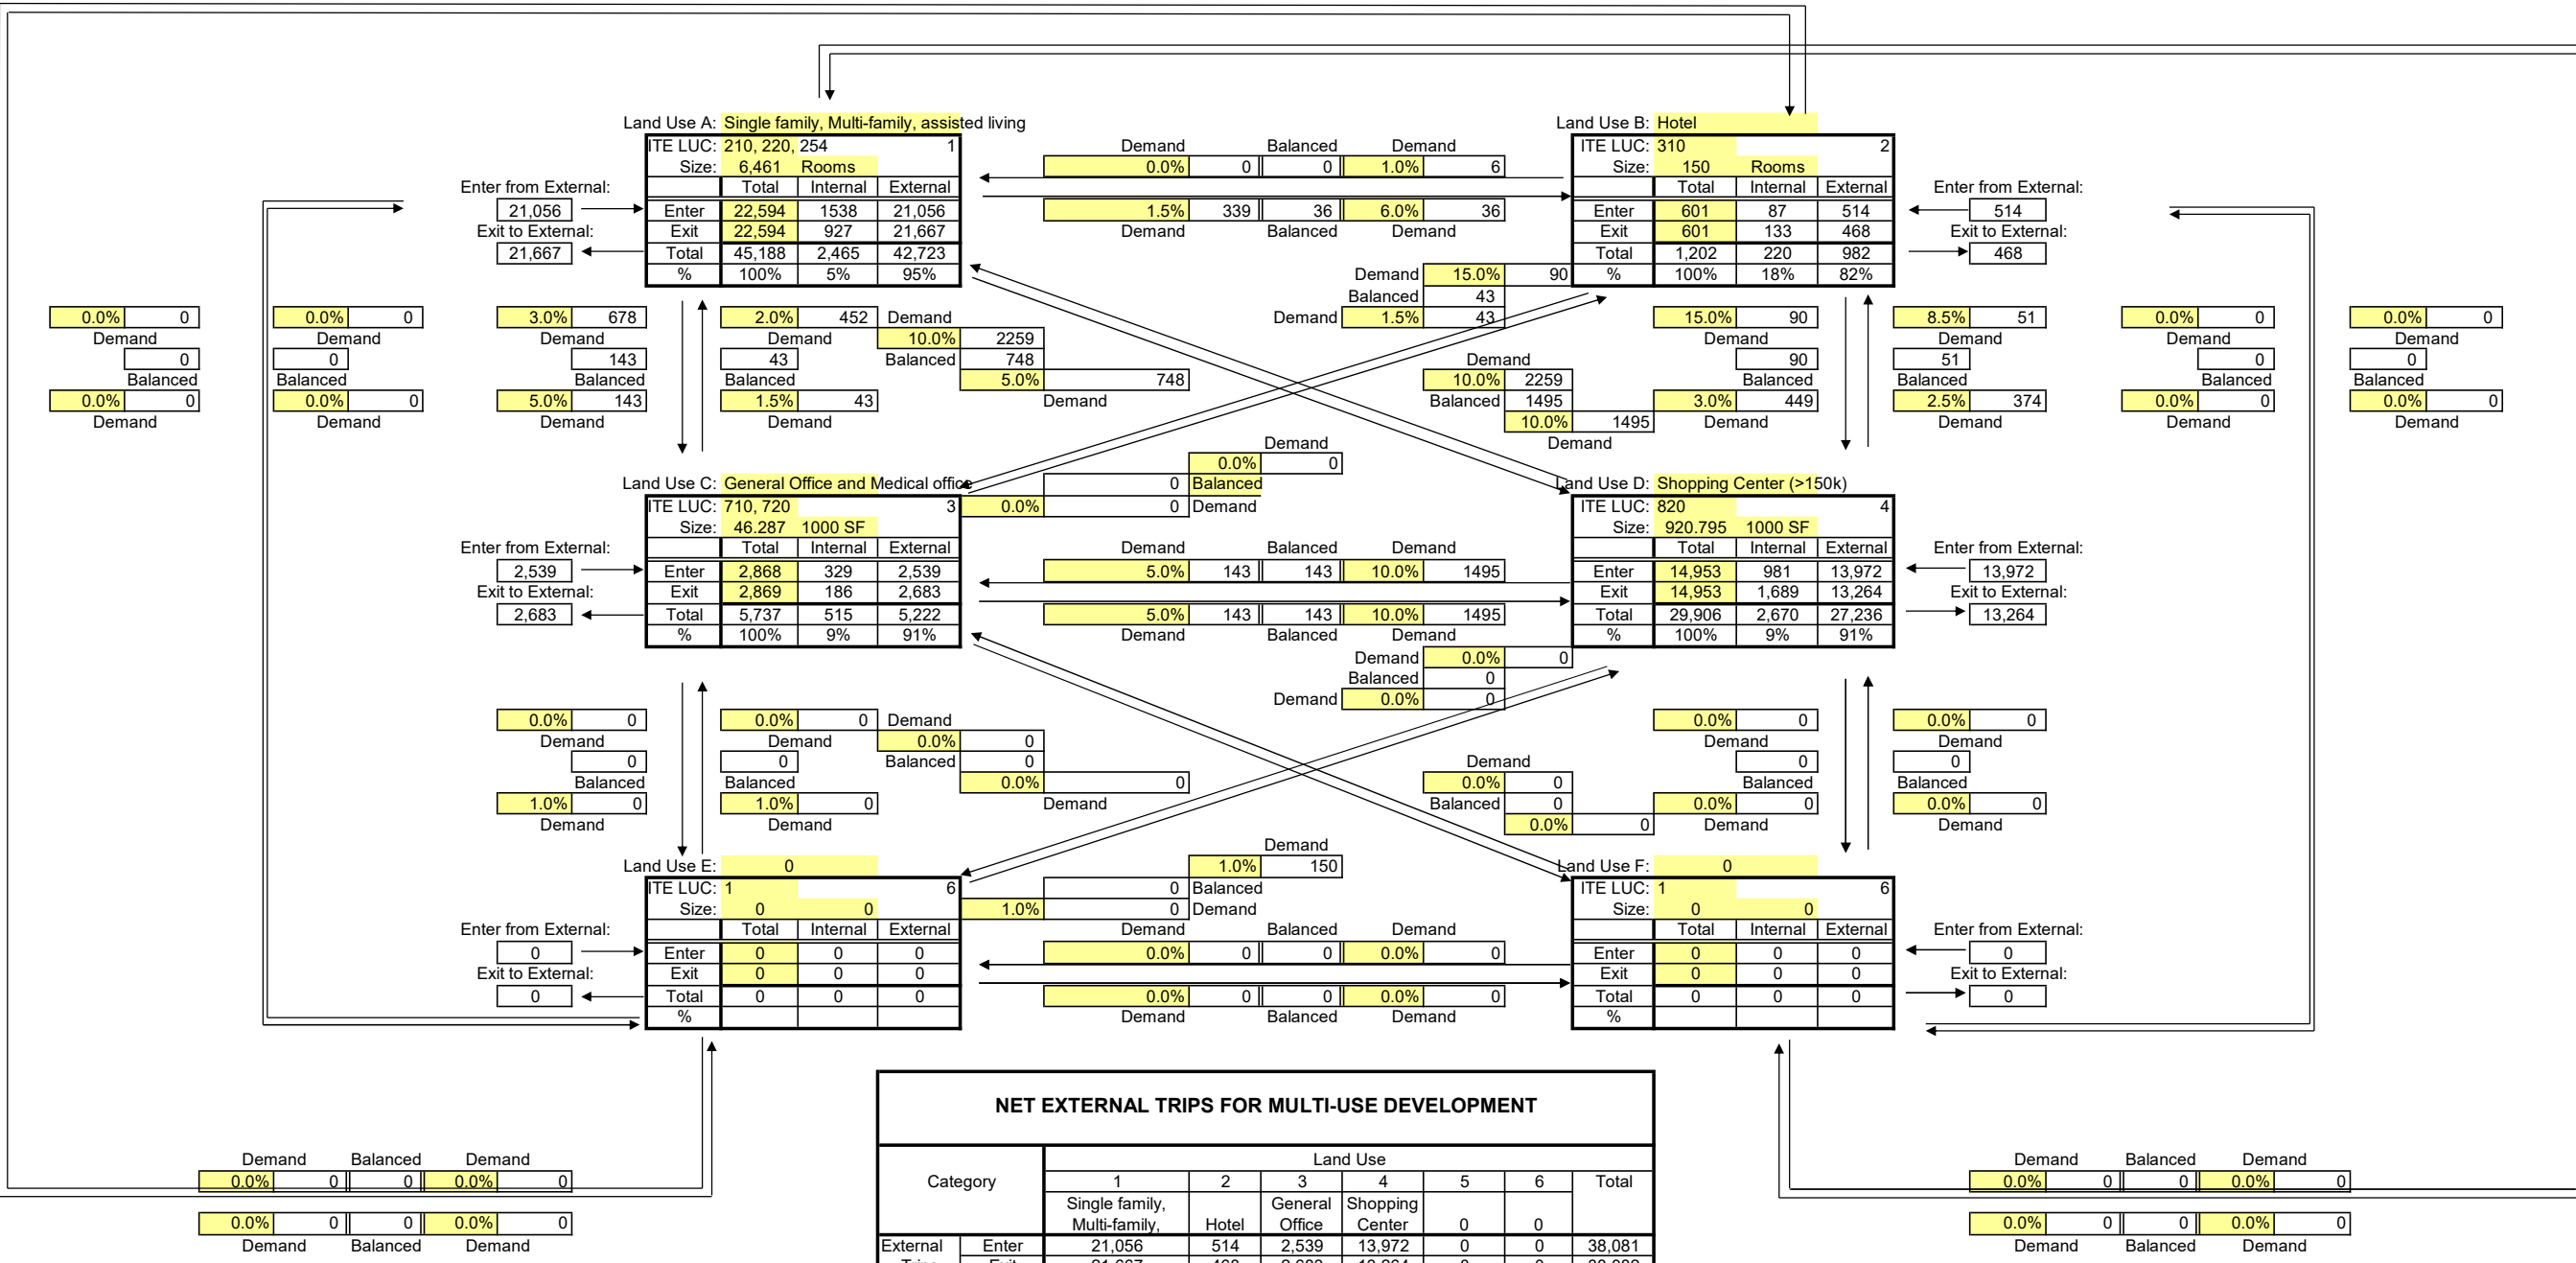 Land Use A: Single family, Multi-family, assisted living Land Use B: Hotel
ITE LUC: 210, 220, 254 1 Demand Balanced Demand ITE LUC: 310 2
Size: 6,461 Rooms 0.0% 0 0 1.0% 6 Size: 150 Rooms
Enter from External: Total Internal External Total Internal External Enter from External:
21,056 Enter 22,594 1538 21,056 1.5% 339 36 6.0% 36 Enter 601 87 514 514
Exit to External: Exit 22,594 927 21,667 Demand Balanced Demand Exit 601 133 468 Exit to External:
21,667 Total 45,188 2,465 42,723 Total 1,202 220 982 468
% 100% 5% 95% Demand 15.0% 90 % 100% 18% 82%
Balanced 43
0.0% 0 0.0% 0 3.0% 678 2.0% 452 Demand Demand 1.5% 43 15.0% 90 8.5% 51 0.0% 0 0.0% 0
Demand Demand Demand Demand 10.0% 2259 Demand Demand Demand Demand
0 0 143 43 Balanced 748 Demand 90 51 0 0
Balanced Balanced Balanced Balanced 5.0% 748 10.0% 2259 Balanced Balanced Balanced Balanced
0.0% 0 0.0% 0 5.0% 143 1.5% 43 Demand Balanced 1495 3.0% 449 2.5% 374 0.0% 0 0.0% 0
Demand Demand Demand Demand 10.0% 1495 Demand Demand Demand Demand
Demand Demand
0.0% 0
Land Use C: General Office and Medical office 0 Balanced Land Use D: Shopping Center (>150k)
ITE LUC: 710, 720 3 0.0% 0 Demand ITE LUC: 820 4
Size: 46.287 1000 SF Size: 920.795 1000 SF
Enter from External: Total Internal External Demand Balanced Demand Total Internal External Enter from External:
2,539 Enter 2,868 329 2,539 5.0% 143 143 10.0% 1495 Enter 14,953 981 13,972 13,972
Exit to External: Exit 2,869 186 2,683 Exit 14,953 1,689 13,264 Exit to External:
2,683 Total 5,737 515 5,222 5.0% 143 143 10.0% 1495 Total 29,906 2,670 27,236 13,264
% 100% 9% 91% Demand Balanced Demand % 100% 9% 91%
Demand 0.0% 0
Balanced 0
Demand 0.0% 0
0.0% 0 0.0% 0 Demand 0.0% 0 0.0% 0
Demand Demand 0.0% 0 Demand Demand
0 0 Balanced 0 Demand 0 0
Balanced Balanced 0.0% 0 0.0% 0 Balanced Balanced
1.0% 0 1.0% 0 Demand Balanced 0 0.0% 0 0.0% 0
Demand Demand 0.0% 0 Demand Demand
Demand
Land Use E: 0 1.0% 150 Land Use F: 0
ITE LUC: 1 6 0 Balanced ITE LUC: 1 6
Size: 0 0 1.0% 0 Demand Size: 0 0
Enter from External: Total Internal External Demand Balanced Demand Total Internal External Enter from External:
0 Enter 0 0 0 0.0% 0 0 0.0% 0 Enter 0 0 0 0
Exit to External: Exit 0 0 0 Exit 0 0 0 Exit to External:
0 Total 0 0 0 0.0% 0 0 0.0% 0 Total 0 0 0 0
% Demand Balanced Demand %
NET EXTERNAL TRIPS FOR MULTI-USE DEVELOPMENT
Demand Balanced Demand Land Use Demand Balanced Demand
0.0% 0 0 0.0% 0 Category 1 2 3 4 5 6 Total 0.0% 0 0 0.0% 0
Single family, General Shopping
0.0% 0 0 0.0% 0 Multi-family, Hotel Office Center 0 0 0.0% 0 0 0.0% 0
Demand Balanced Demand External Enter 21,056 514 2,539 13,972 0 0 38,081 Demand Balanced Demand